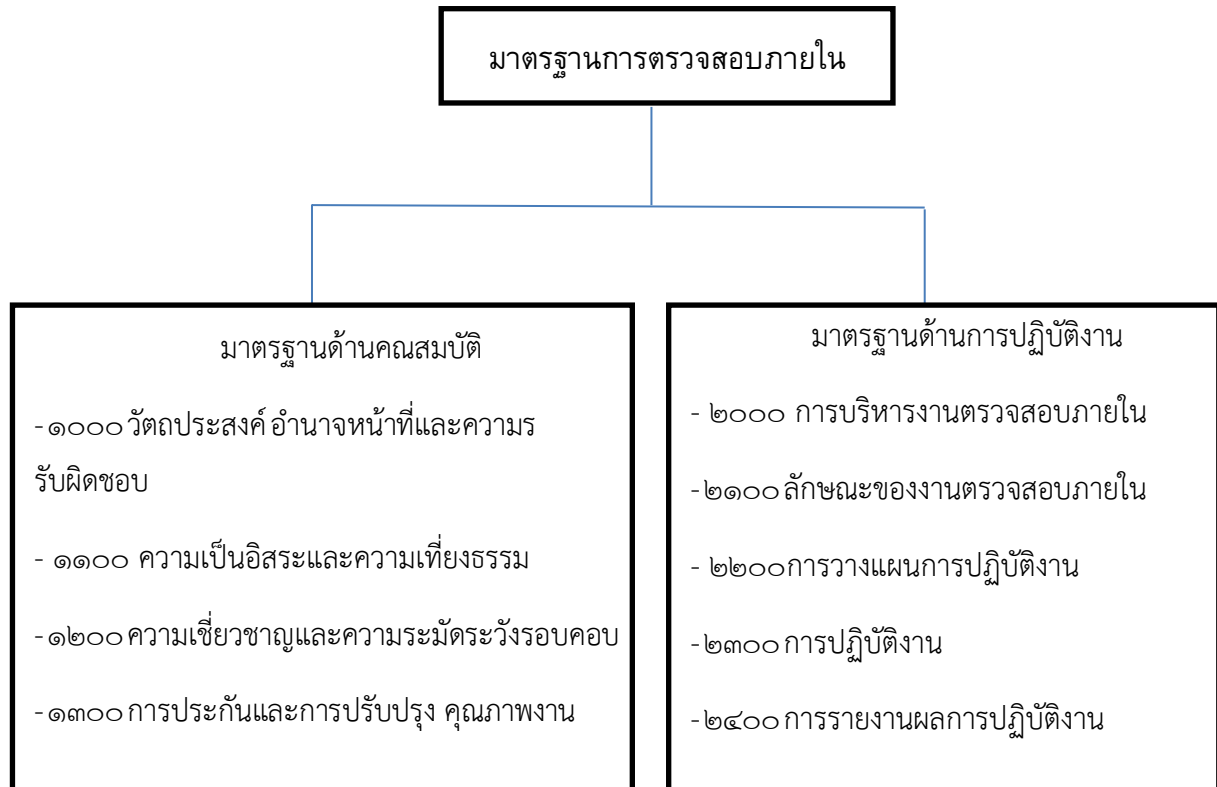 มาตรฐานการตรวจสอบภายใน
มาตรฐานด้านคณสมบัติ
-๑๐๐๐ วัตถประสงค์ อำนาจหน้าที่และความร
รับผิดชอบ
- ๑๑๐๐ ความเป็นอิสระและความเที่ยงธรรม
-๑๒๐๐ ความเชี่ยวชาญและความระมัดระวังรอบคอบ
-๑๓๐๐ การประกันและการปรับปรุง คุณภาพงาน
มาตรฐานด้านการปฏิบัติงาน
- ๒๐๐๐ การบริหารงานตรวจสอบภายใน
-๒๑๐๐ ลักษณะของงานตรวจสอบภายใน
- ๒๒๐๐การวางแผนการปฏิบัติงาน
-๒๓๐๐ การปฏิบัติงาน
-๒๔๐๐ การรายงานผลการปฏิบัติงาน